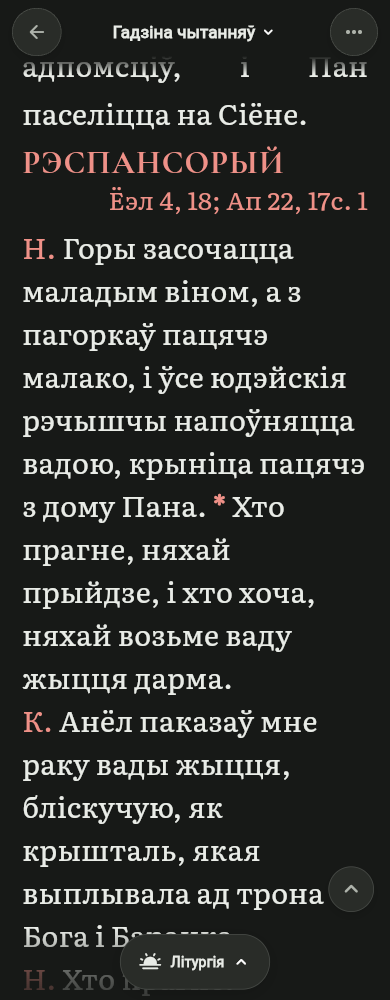 Гадзіна чытанняў
адпомсціў, і Пан
паселіцца на Сіёне.
РЭСПАНСОРЫЙ
Ёэл 4, 18; Ап 22, 17с. 1
Н. Горы засочацца
маладым віном, а з
пагоркаў пацячэ
малако, і ўсе юдэйскія
рэчышчы напоўняцца
вадою, крыніца пацячэ
з дому Пана. * Хто
прагне, няхай
прыйдзе, і хто хоча,
няхай возьме ваду
жыцця дарма.
К. Анёл паказаў мне
раку вады жыцця,
бліскучую, як
крышталь, якая
выплывала ад трона
Бога і
Літургія
Н. Хто